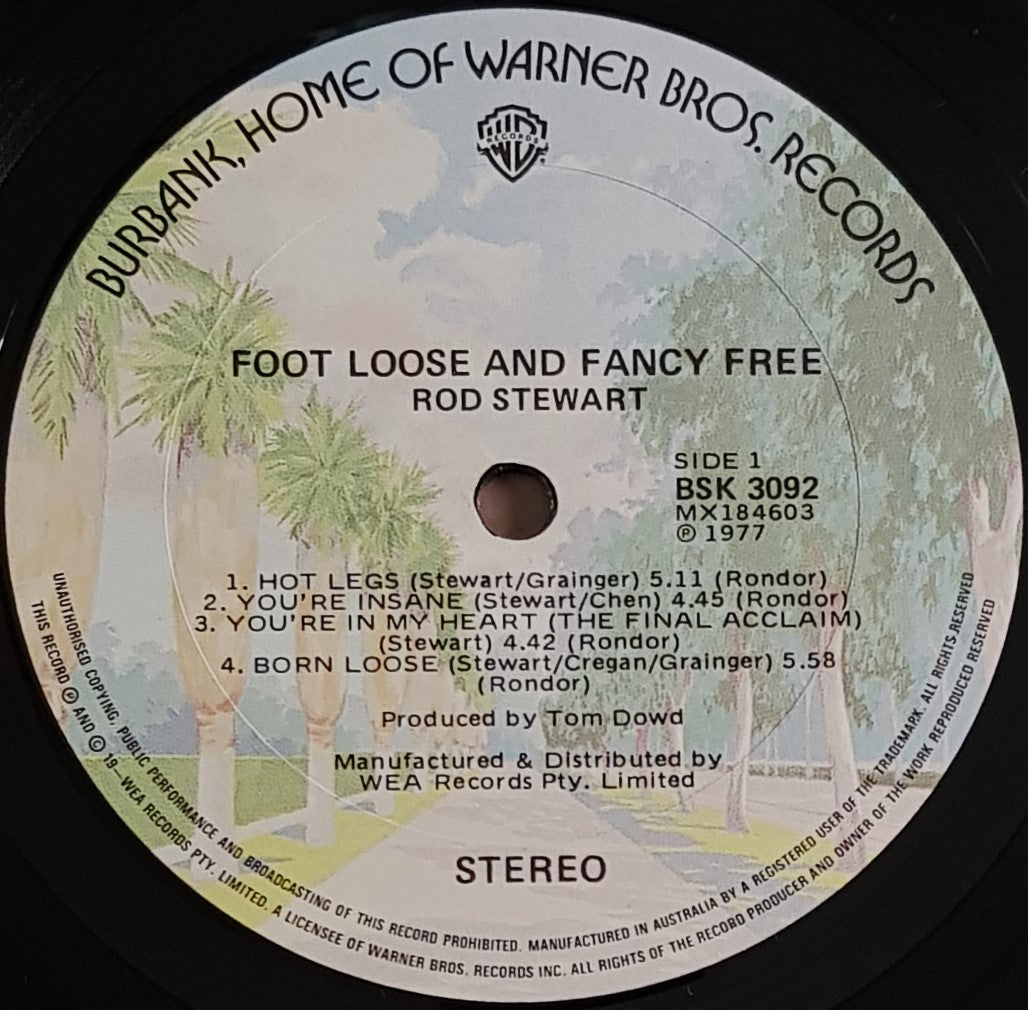 BURBANK, HOME OF WARNER BROS. RECORDS
RECORDS
FOOT LOOSE AND FANCY FREE
ROD STEWART
SIDE 1
BSK 3092
MX184603
℗ 1977
1. HOT LEGS (Stewart/Grainger) 5.11 (Rondor)
2. YOU'RE INSANE (Stewart/Chen) 4.45 (Rondor)
3. YOU'RE IN MY HEART (THE FINAL ACCLAIM)
(Stewart) 4.42 (Rondor)
4. BORN LOOSE (Stewart/Cregan/Grainger) 5.58
(Rondor)
Produced by Tom Dowd
Manufactured & Distributed by
WEA Records Pty. Limited
STEREO
UNAUTHORISED COPYING, PUBLIC PERFORMANCE AND BROADCASTING OF THIS RECORD PROHIBITED. MANUFACTURED IN AUSTRALIA BY A REGISTERED USER OF THE TRADEMARK. ALL RIGHTS RESERVED
THIS RECORD ℗ AND © 19—WEA RECORDS PTY. LIMITED. A LICENSEE OF WARNER BROS. RECORDS INC. ALL RIGHTS OF THE RECORD PRODUCER AND OWNER OF THE WORK REPRODUCED RESERVED